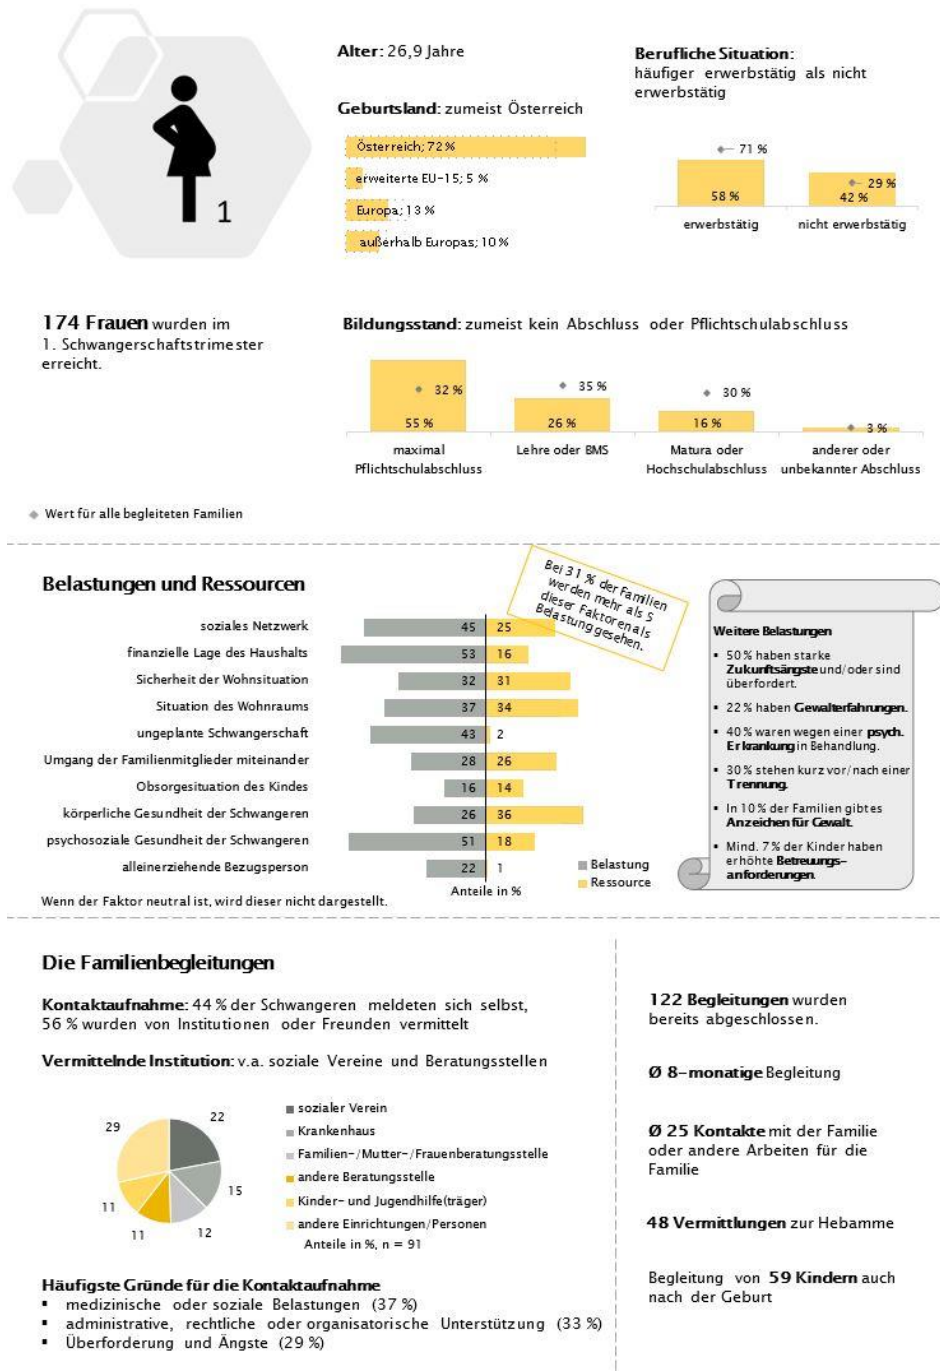 1
Alter: 26,9 Jahre
Geburtsland: zumeist Österreich
Österreich; 72 %
erweiterte EU-15; 5 %
Europa; 13 %
außerhalb Europas; 10 %
Berufliche Situation:
häufiger erwerbstätig als nicht
erwerbstätig
71 %
29 %
58 %
42 %
erwerbstätig
nicht erwerbstätig
174 Frauen wurden im
1. Schwangerschaftstrimester
erreicht.
Bildungsstand: zumeist kein Abschluss oder Pflichtschulabschluss
32 %
35 %
30 %
3 %
55 %
26 %
16 %
maximal
Pflichtschulabschluss
Lehre oder BMS
Matura oder
Hochschulabschluss
anderer oder
unbekannter Abschluss
Wert für alle begleiteten Familien
Belastungen und Ressourcen
Bei 31 % der Familien
werden mehr als 5
dieser Faktoren als
Belastung gesehen.
soziales Netzwerk 45 25
finanzielle Lage des Haushalts 53 16
Sicherheit der Wohnsituation 32 31
Situation des Wohnraums 37 34
ungeplante Schwangerschaft 43 2
Umgang der Familienmitglieder miteinander 28 26
Obsorgesituation des Kindes 16 14
körperliche Gesundheit der Schwangeren 26 36
psychosoziale Gesundheit der Schwangeren 51 18
alleinerziehende Bezugsperson 22 1
Anteile in %
Belastung
Ressource
Wenn der Faktor neutral ist, wird dieser nicht dargestellt.
Weitere Belastungen
▪ 50 % haben starke
Zukunftsängste und/oder sind
überfordert.
▪ 22 % haben Gewalterfahrungen.
▪ 40 % waren wegen einer psych.
Erkrankung in Behandlung.
▪ 30 % stehen kurz vor/nach einer
Trennung.
▪ In 10 % der Familien gibt es
Anzeichen für Gewalt.
▪ Mind. 7 % der Kinder haben
erhöhte Betreuungs-
anforderungen.
Die Familienbegleitungen
Kontaktaufnahme: 44 % der Schwangeren meldeten sich selbst,
56 % wurden von Institutionen oder Freunden vermittelt
Vermittelnde Institution: v.a. soziale Vereine und Beratungsstellen
22
15
12
11
11
29
sozialer Verein
Krankenhaus
Familien-/Mutter-/Frauenberatungsstelle
andere Beratungsstelle
Kinder- und Jugendhilfe(träger)
andere Einrichtungen/Personen
Anteile in %, n = 91
Häufigste Gründe für die Kontaktaufnahme
▪ medizinische oder soziale Belastungen (37 %)
▪ administrative, rechtliche oder organisatorische Unterstützung (33 %)
▪ Überforderung und Ängste (29 %)
122 Begleitungen wurden
bereits abgeschlossen.
Ø 8-monatige Begleitung
Ø 25 Kontakte mit der Familie
oder andere Arbeiten für die
Familie
48 Vermittlungen zur Hebamme
Begleitung von 59 Kindern auch
nach der Geburt